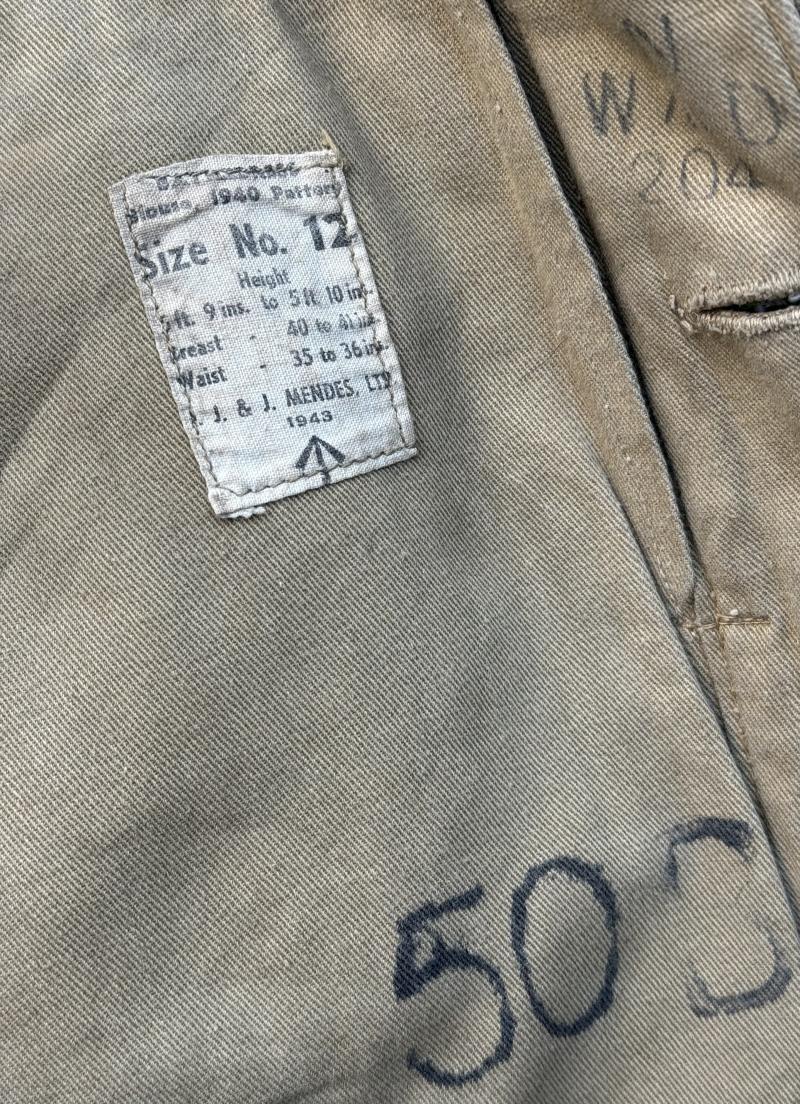 Blouse, 1940 Pattern
Size No. 12
Height
5 ft. 9 ins. to 5 ft 10 ins.
Breast - 40 to 41 ins.
Waist - 35 to 36 ins.
J. & J. MENDES, LTD
1943
W
204
503